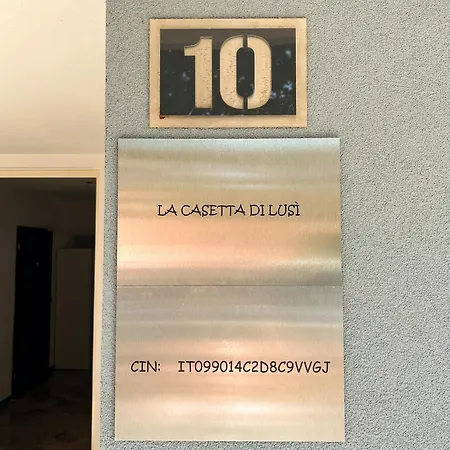 10
LA CASETTA DI LUSÌ
CIN: IT099014C2D8C9VVGJ